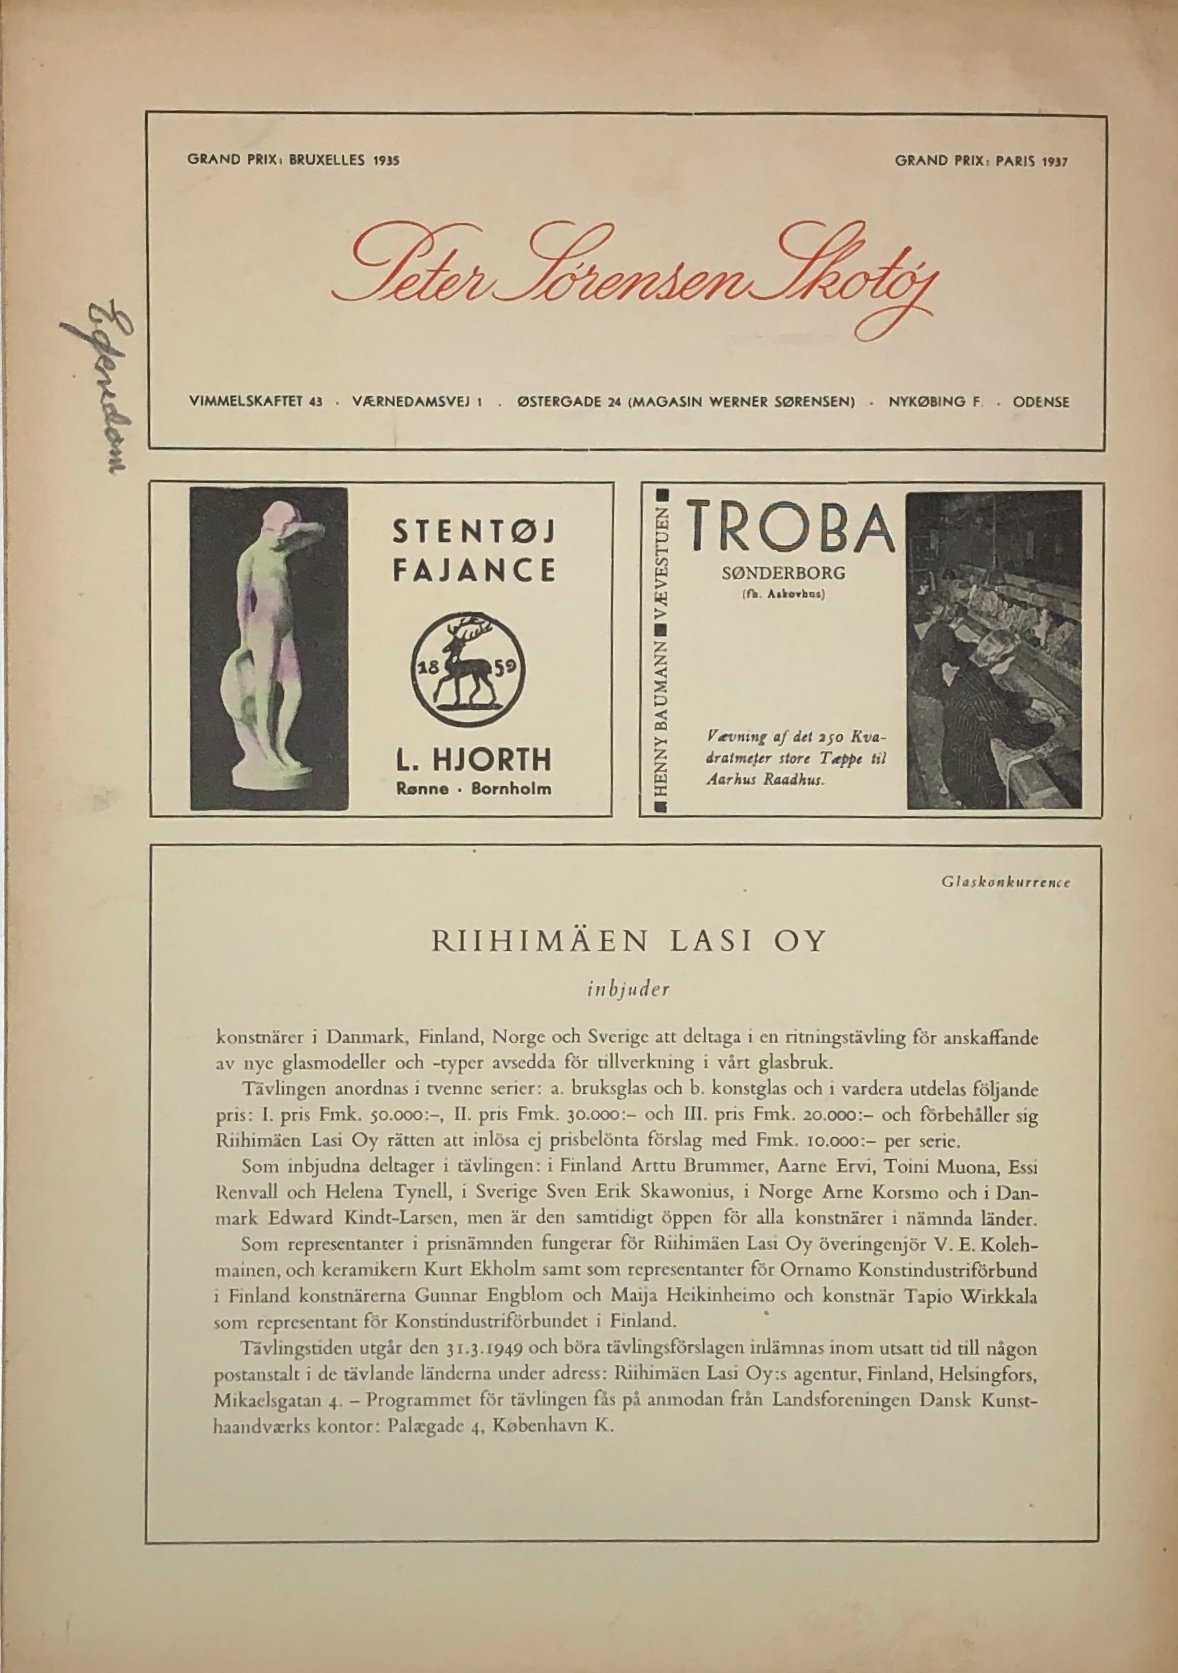 GRAND PRIX: BRUXELLES 1935
GRAND PRIX: PARIS 1937
Peter Sørensen Skotøj
VIMMELSKAFTET 43 · VÆRNEDAMSVEJ 1 . ØSTERGADE 24 (MAGASIN WERNER SØRENSEN) · NYKØBING F. · ODENSE
STENTØJ
FAJANCE
1859
L. HJORTH
Rønne · Bornholm
■ HENNY BAUMANN ■ VÆVESTUEN ■
TROBA
SØNDERBORG
(fh. Askovhus)
Vævning af det 250 Kva-
dratmeter store Tæppe til
Aarhus Raadhus.
Glaskonkurrence
RIIHIMÄEN LASI OY
inbjuder
konstnärer i Danmark, Finland, Norge och Sverige att deltaga i en ritningstävling för anskaffande
av nye glasmodeller och -typer avsedda för tillverkning i vårt glasbruk.
Tävlingen anordnas i tvenne serier: a. bruksglas och b. konstglas och i vardera utdelas följande
pris: I. pris Fmk. 50.000:–, II. pris Fmk. 30.000:– och III. pris Fmk. 20.000:– och förbehåller sig
Riihimäen Lasi Oy rätten att inlösa ej prisbelönta förslag med Fmk. 10.000:– per serie.
Som inbjudna deltager i tävlingen: i Finland Arttu Brummer, Aarne Ervi, Toini Muona, Essi
Renvall och Helena Tynell, i Sverige Sven Erik Skawonius, i Norge Arne Korsmo och i Dan-
mark Edward Kindt-Larsen, men är den samtidigt öppen för alla konstnärer i nämnda länder.
Som representanter i prisnämnden fungerar för Riihimäen Lasi Oy överingenjör V. E. Koleh-
mainen, och keramikern Kurt Ekholm samt som representanter för Ornamo Konstindustriförbund
i Finland konstnärerna Gunnar Engblom och Maija Heikinheimo och konstnär Tapio Wirkkala
som representant för Konstindustriförbundet i Finland.
Tävlingstiden utgår den 31.3.1949 och böra tävlingsförslagen inlämnas inom utsatt tid till någon
postanstalt i de tävlande länderna under adress: Riihimäen Lasi Oy:s agentur, Finland, Helsingfors,
Mikaelsgatan 4. – Programmet för tävlingen fås på anmodan från Landsforeningen Dansk Kunst-
haandværks kontor: Palægade 4, København K.